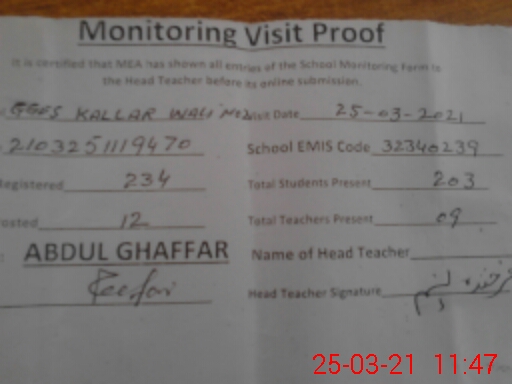 Monitoring Visit Proof
It is certified that MEA has shown all entries of the School Monitoring Form to
the Head Teacher before its online submission.
GGES KALLAR WALI No2 Visit Date 25-03-2021
2103251119470 School EMIS Code 32340239
Registered 234 Total Students Present 203
osted 12 Total Teachers Present 09
ABDUL GHAFFAR Name of Head Teacher
Head Teacher Signature
25-03-21 11:47